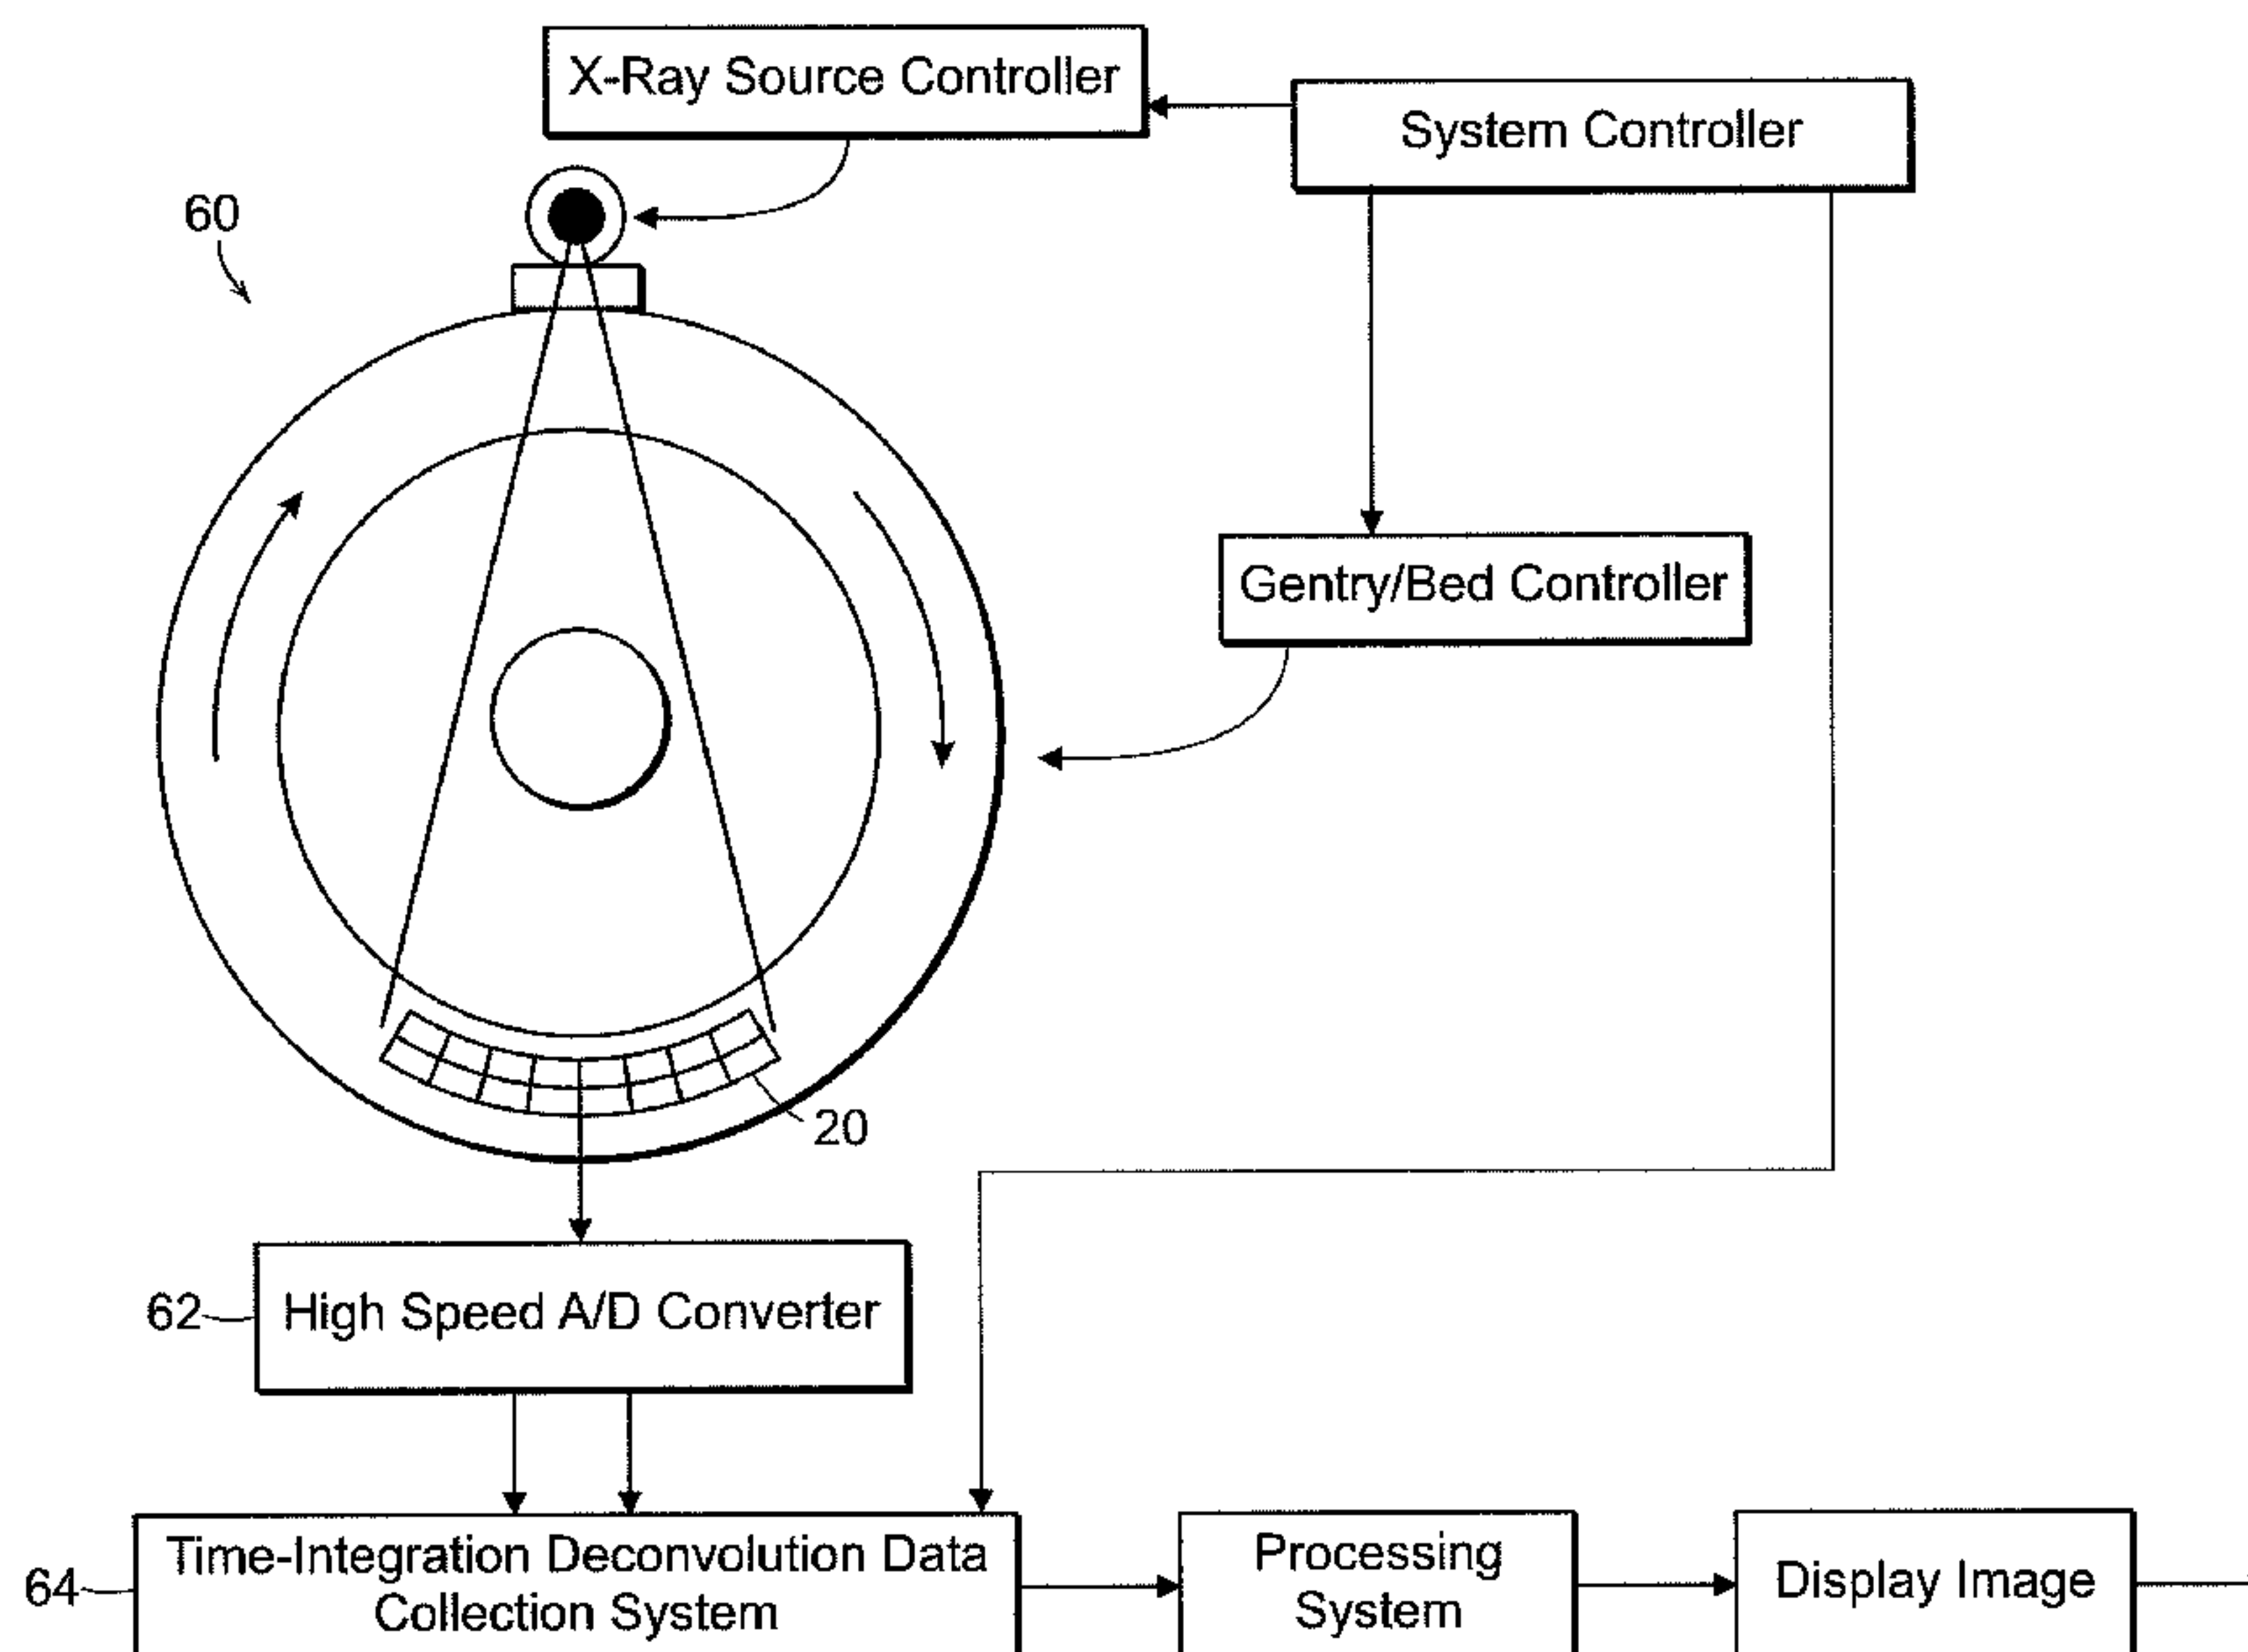 X-Ray Source Controller
System Controller
60
Gentry/Bed Controller
20
62
High Speed A/D Converter
64
Time-Integration Deconvolution Data
Collection System
Processing
System
Display Image